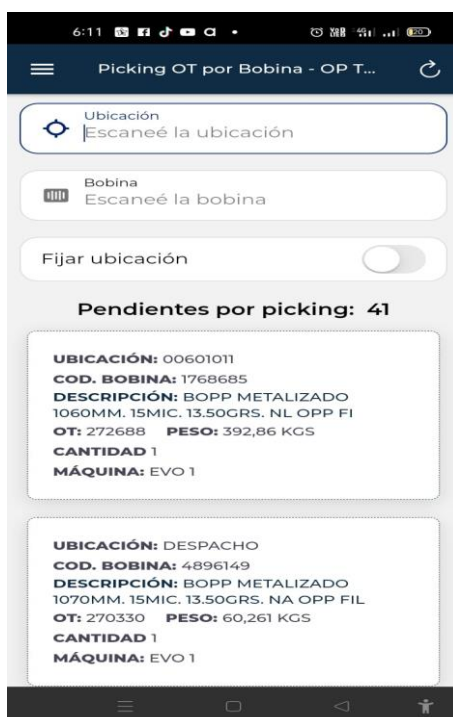 6:11
20
Picking OT por Bobina - OP T...
Ubicación
Escaneé la ubicación
Bobina
Escaneé la bobina
Fijar ubicación
Pendientes por picking: 41
UBICACIÓN: 00601011
COD. BOBINA: 1768685
DESCRIPCIÓN: BOPP METALIZADO
1060MM. 15MIC. 13.50GRS. NL OPP FI
OT: 272688 PESO: 392,86 KGS
CANTIDAD 1
MÁQUINA: EVO 1
UBICACIÓN: DESPACHO
COD. BOBINA: 4896149
DESCRIPCIÓN: BOPP METALIZADO
1070MM. 15MIC. 13.50GRS. NA OPP FIL
OT: 270330 PESO: 60,261 KGS
CANTIDAD 1
MÁQUINA: EVO 1